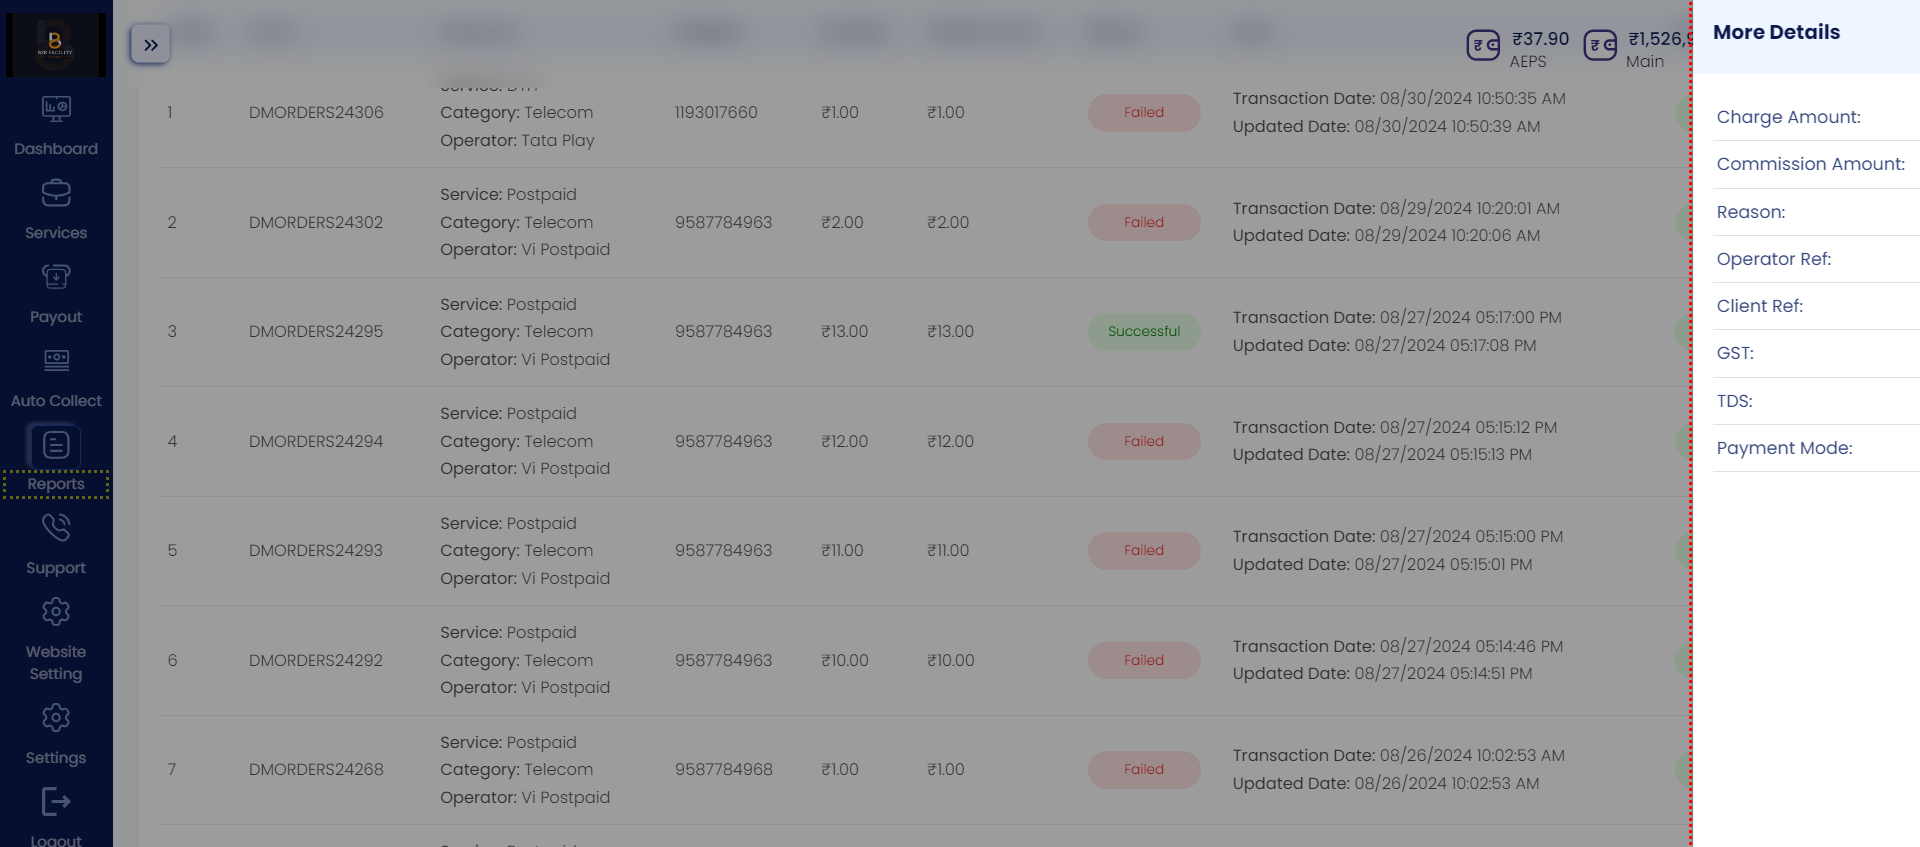 B2B FACILITY
Dashboard
Services
Payout
Auto Collect
Reports
Support
Website
Setting
Settings
Logout
₹37.90
AEPS
₹1,526,9
Main
1
DMORDERS24306
Service: DTH
Category: Telecom
Operator: Tata Play
1193017660
₹1.00
₹1.00
Failed
Transaction Date: 08/30/2024 10:50:35 AM
Updated Date: 08/30/2024 10:50:39 AM
2
DMORDERS24302
Service: Postpaid
Category: Telecom
Operator: Vi Postpaid
9587784963
₹2.00
₹2.00
Failed
Transaction Date: 08/29/2024 10:20:01 AM
Updated Date: 08/29/2024 10:20:06 AM
3
DMORDERS24295
Service: Postpaid
Category: Telecom
Operator: Vi Postpaid
9587784963
₹13.00
₹13.00
Successful
Transaction Date: 08/27/2024 05:17:00 PM
Updated Date: 08/27/2024 05:17:08 PM
4
DMORDERS24294
Service: Postpaid
Category: Telecom
Operator: Vi Postpaid
9587784963
₹12.00
₹12.00
Failed
Transaction Date: 08/27/2024 05:15:12 PM
Updated Date: 08/27/2024 05:15:13 PM
5
DMORDERS24293
Service: Postpaid
Category: Telecom
Operator: Vi Postpaid
9587784963
₹11.00
₹11.00
Failed
Transaction Date: 08/27/2024 05:15:00 PM
Updated Date: 08/27/2024 05:15:01 PM
6
DMORDERS24292
Service: Postpaid
Category: Telecom
Operator: Vi Postpaid
9587784963
₹10.00
₹10.00
Failed
Transaction Date: 08/27/2024 05:14:46 PM
Updated Date: 08/27/2024 05:14:51 PM
7
DMORDERS24268
Service: Postpaid
Category: Telecom
Operator: Vi Postpaid
9587784968
₹1.00
₹1.00
Failed
Transaction Date: 08/26/2024 10:02:53 AM
Updated Date: 08/26/2024 10:02:53 AM
More Details
Charge Amount:
Commission Amount:
Reason:
Operator Ref:
Client Ref:
GST:
TDS:
Payment Mode: